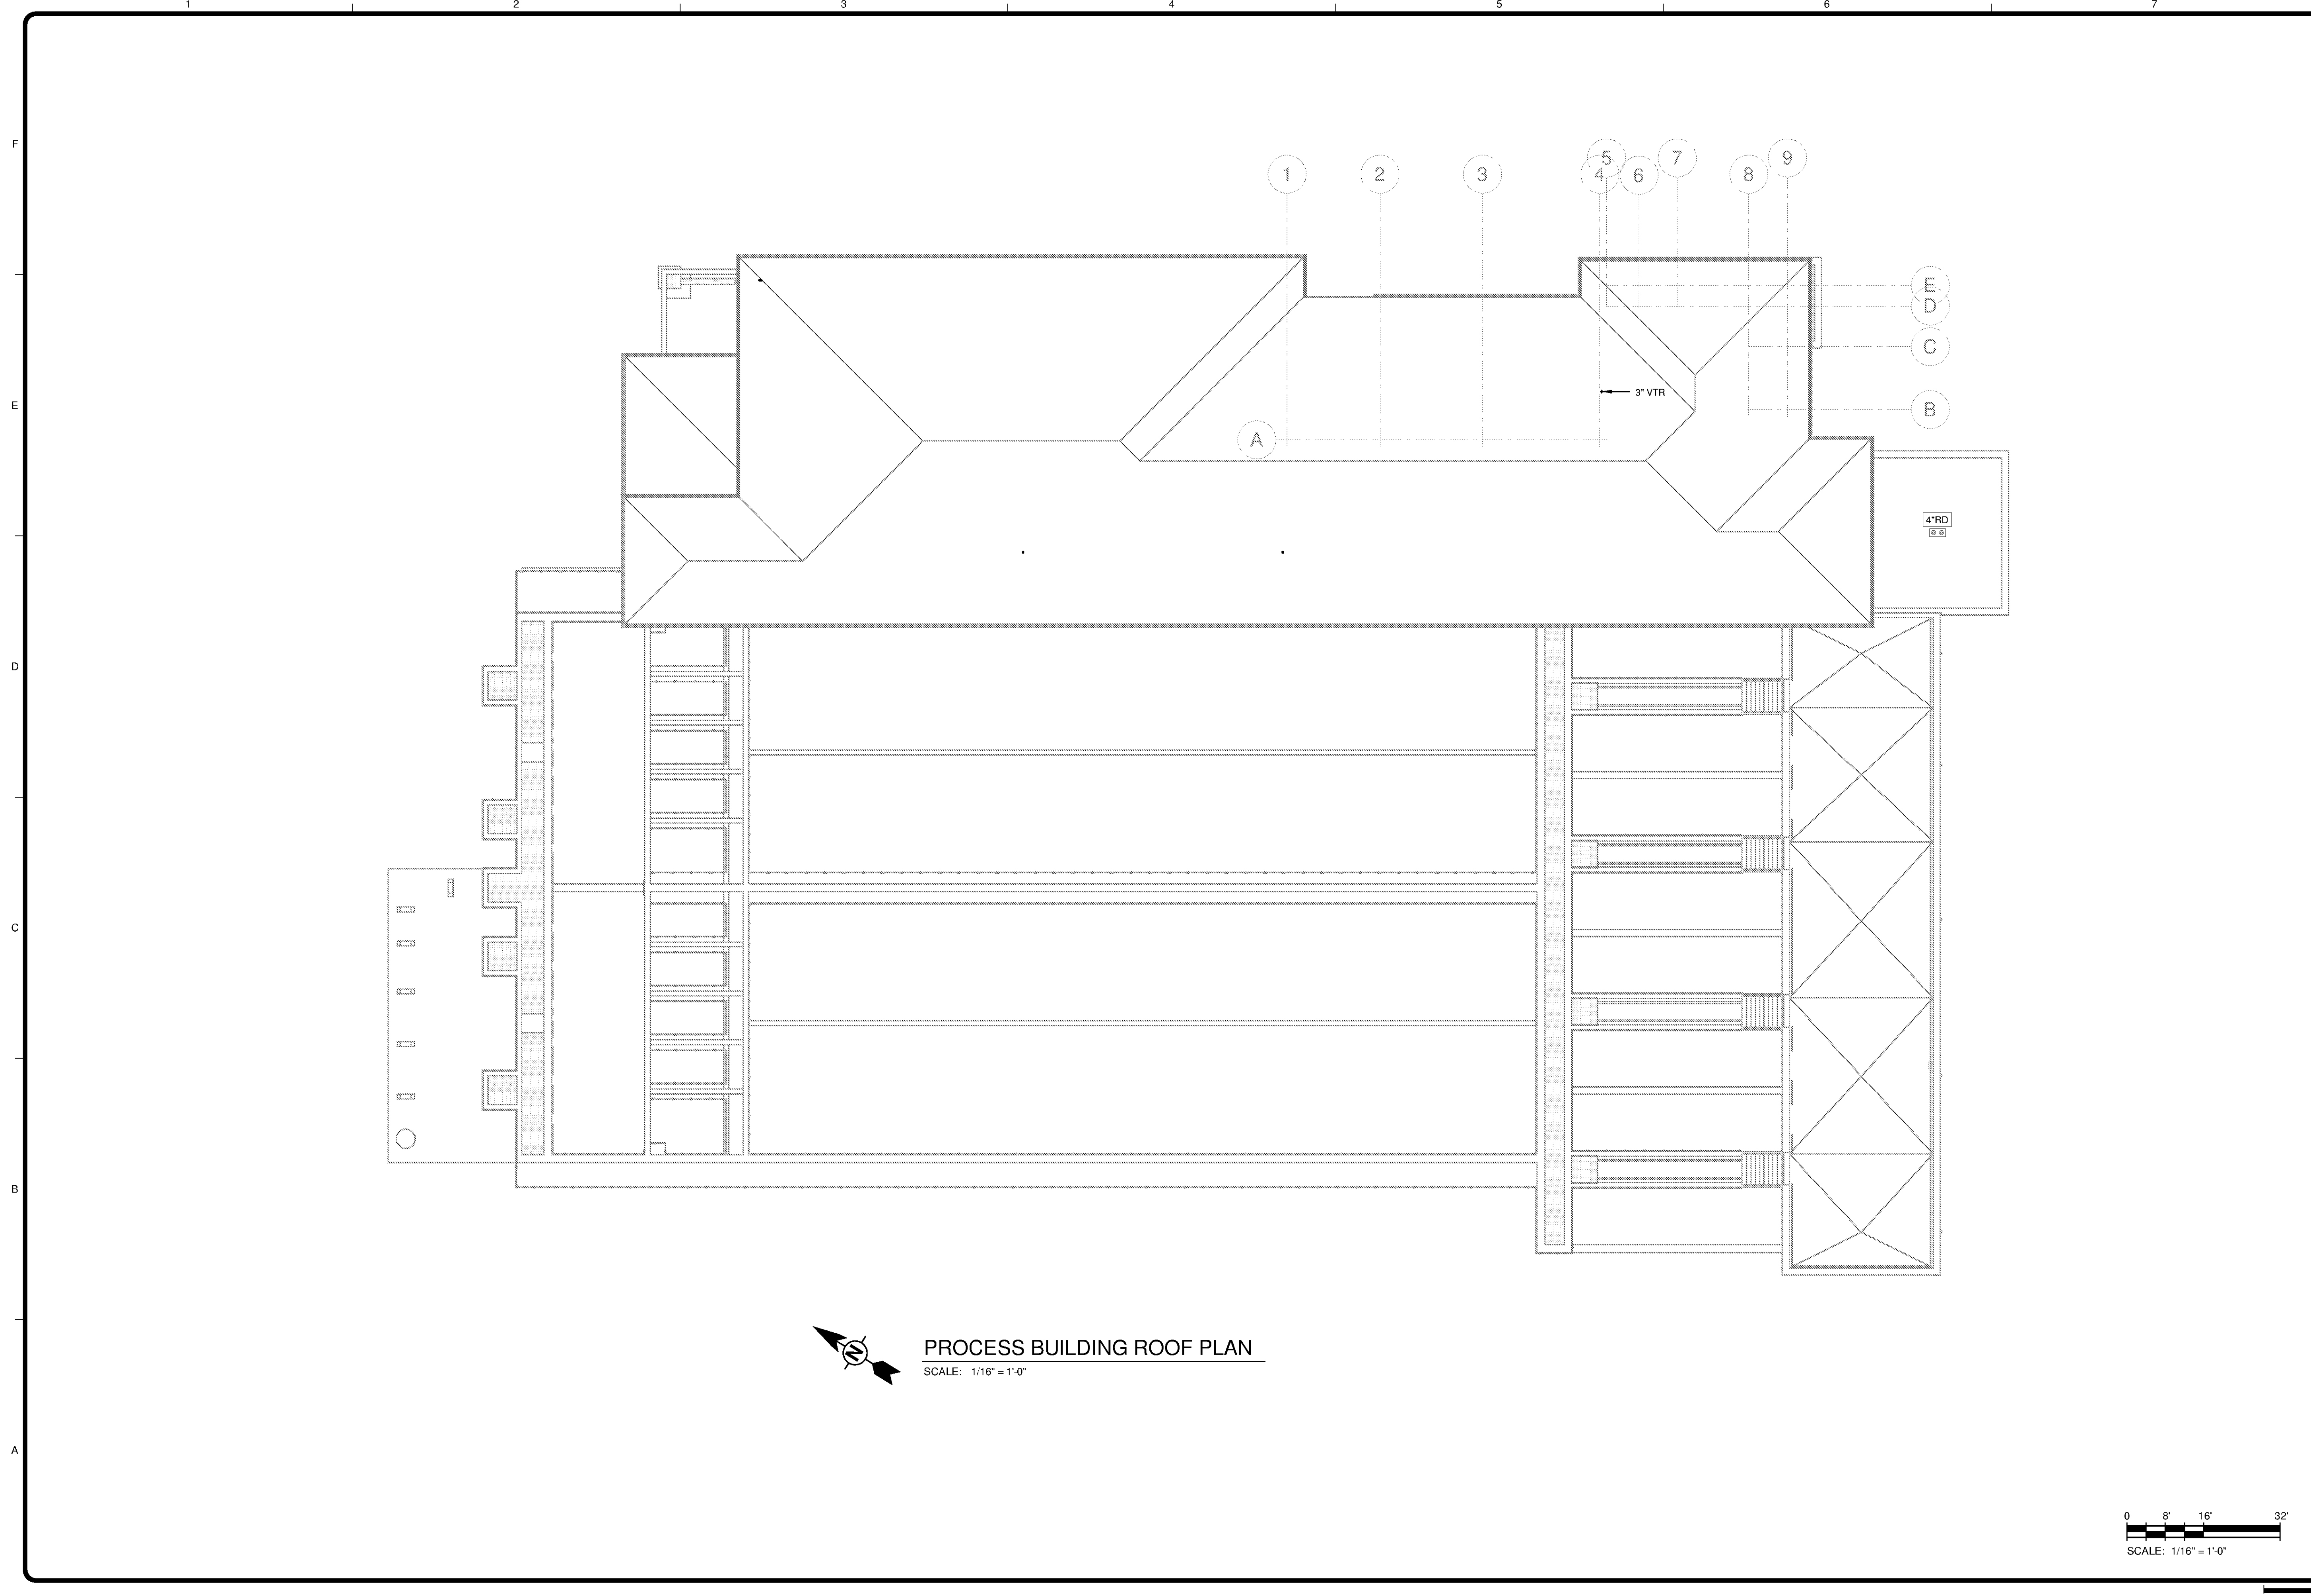 1 2 3 4 5 6 7
F
5 7 9
1 2 3 4 6 8
E
D
C
3" VTR
E
B
A
4"RD
D
C
B
N
PROCESS BUILDING ROOF PLAN
SCALE: 1/16" = 1'-0"
A
0 8' 16' 32'
SCALE: 1/16" = 1'-0"